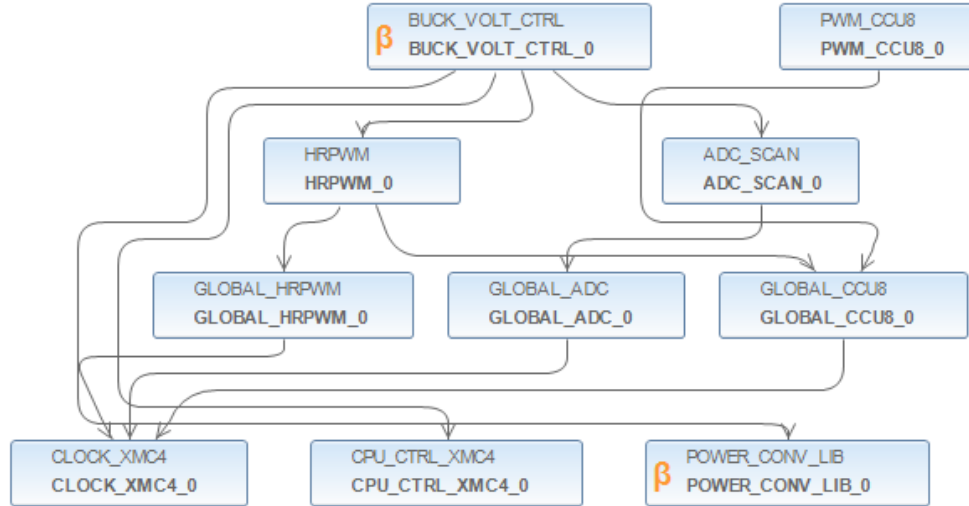 BUCK_VOLT_CTRL
β BUCK_VOLT_CTRL_0
PWM_CCU8
PWM_CCU8_0
HRPWM
HRPWM_0
ADC_SCAN
ADC_SCAN_0
GLOBAL_HRPWM
GLOBAL_HRPWM_0
GLOBAL_ADC
GLOBAL_ADC_0
GLOBAL_CCU8
GLOBAL_CCU8_0
CLOCK_XMC4
CLOCK_XMC4_0
CPU_CTRL_XMC4
CPU_CTRL_XMC4_0
POWER_CONV_LIB
β POWER_CONV_LIB_0